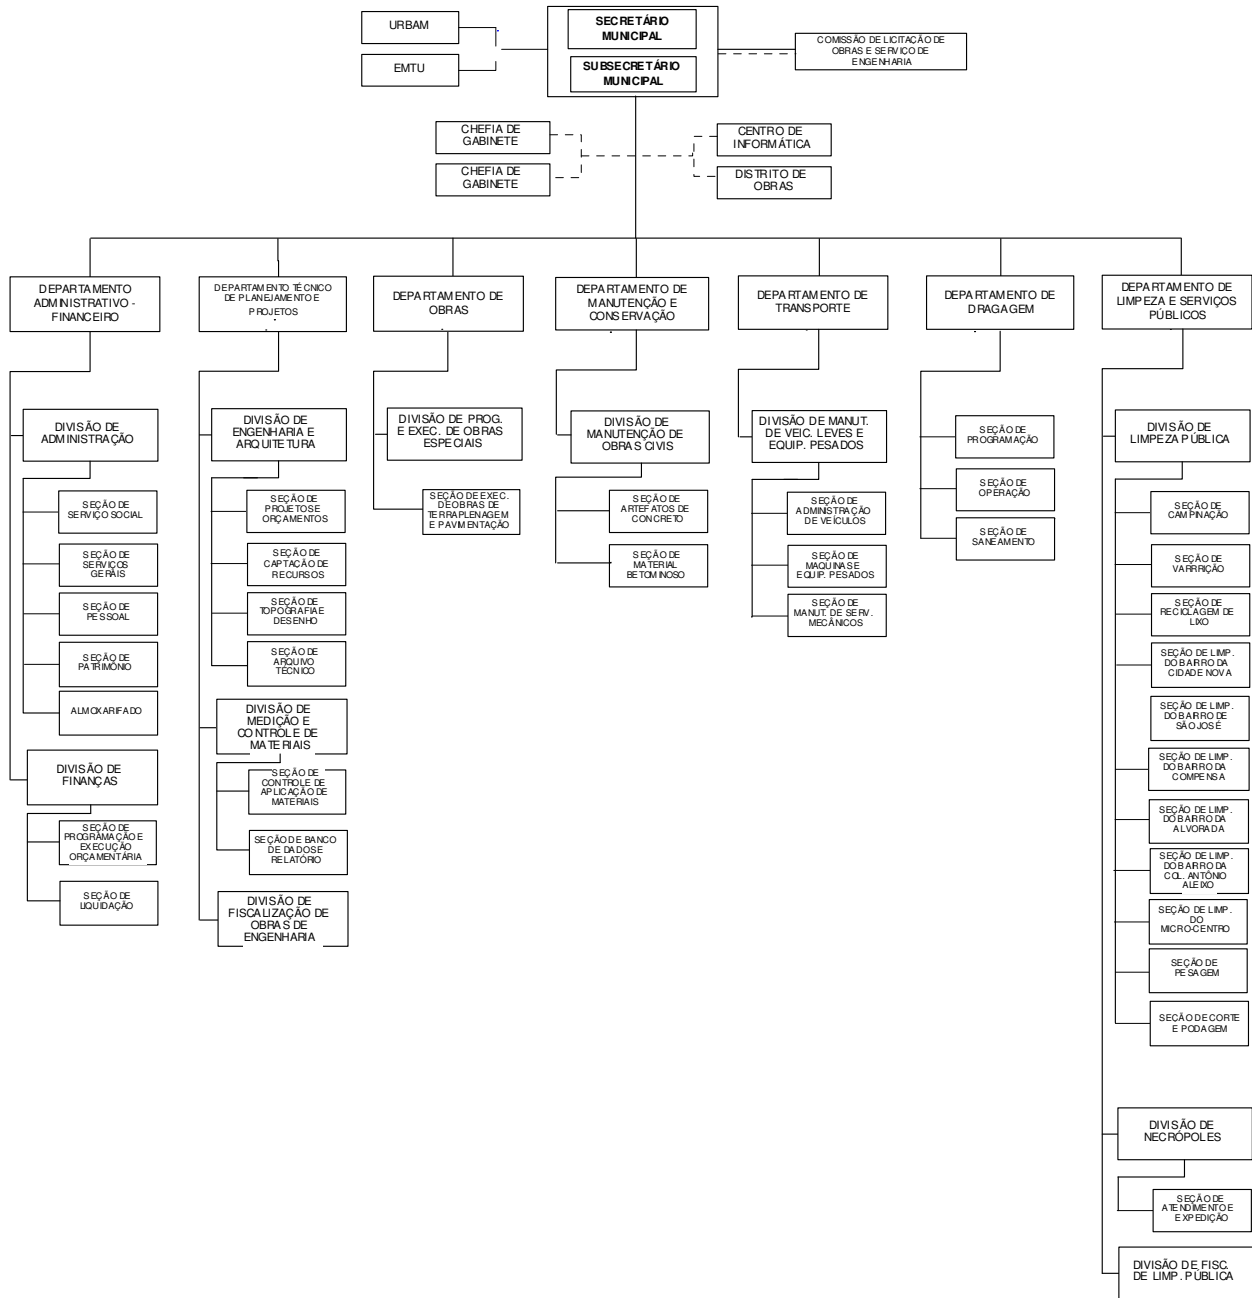 URBAM
EMTU
SECRETÁRIO
MUNICIPAL
SUBSECRETÁRIO
MUNICIPAL
COMISSÃO DE LICITAÇÃO DE
OBRAS E SERVIÇO DE
ENGENHARIA
CHEFIA DE
GABINETE
CHEFIA DE
GABINETE
CENTRO DE
INFORMÁTICA
DISTRITO DE
OBRAS
DEPARTAMENTO
ADMINISTRATIVO -
FINANCEIRO
DIVISÃO DE
ADMINISTRAÇÃO
SEÇÃO DE
SERVIÇO SOCIAL
SEÇÃO DE
SERVIÇOS
GERAIS
SEÇÃO DE
PESSOAL
SEÇÃO DE
PATRIMÔNIO
ALMOXARIFADO
DIVISÃO DE
FINANÇAS
SEÇÃO DE
PROGRAMAÇÃO E
EXECUÇÃO
ORÇAMENTÁRIA
SEÇÃO DE
LIQUIDAÇÃO
DEPARTAMENTO TÉCNICO
DE PLANEJAMENTO E
PROJETOS
DIVISÃO DE
ENGENHARIA E
ARQUITETURA
SEÇÃO DE
PROJETOS E
ORÇAMENTOS
SEÇÃO DE
CAPTAÇÃO DE
RECURSOS
SEÇÃO DE
TOPOGRAFIA E
DESENHO
SEÇÃO DE
ARQUIVO
TÉCNICO
DIVISÃO DE
MEDIÇÃO E
CONTROLE DE
MATERIAIS
SEÇÃO DE
CONTROLE DE
APLICAÇÃO DE
MATERIAIS
SEÇÃO DE BANCO
DE DADOS E
RELATÓRIO
DIVISÃO DE
FISCALIZAÇÃO DE
OBRAS DE
ENGENHARIA
DEPARTAMENTO DE
OBRAS
DIVISÃO DE PROG.
E EXEC. DE OBRAS
ESPECIAIS
SEÇÃO DE EXEC.
DE OBRAS DE
TERRAPLENAGEM
E PAVIMENTAÇÃO
DEPARTAMENTO DE
MANUTENÇÃO E
CONSERVAÇÃO
DIVISÃO DE
MANUTENÇÃO DE
OBRAS CIVIS
SEÇÃO DE
ARTEFATOS DE
CONCRETO
SEÇÃO DE
MATERIAL
BETOMINOSO
DEPARTAMENTO DE
TRANSPORTE
DIVISÃO DE MANUT.
DE VEIC. LEVES E
EQUIP. PESADOS
SEÇÃO DE
ADMINISTRAÇÃO
DE VEÍCULOS
SEÇÃO DE
MAQUINAS E
EQUIP. PESADOS
SEÇÃO DE
MANUT. DE SERV.
MECÂNICOS
DEPARTAMENTO DE
DRAGAGEM
SEÇÃO DE
PROGRAMAÇÃO
SEÇÃO DE
OPERAÇÃO
SEÇÃO DE
SANEAMENTO
DEPARTAMENTO DE
LIMPEZA E SERVIÇOS
PÚBLICOS
DIVISÃO DE
LIMPEZA PÚBLICA
SEÇÃO DE
CAMPINAÇÃO
SEÇÃO DE
VARRRIÇÃO
SEÇÃO DE
RECICLAGEM DE
LIXO
SEÇÃO DE LIMP.
DO BAIRRO DA
CIDADE NOVA
SEÇÃO DE LIMP.
DO BAIRRO DE
SÃO JOSÉ
SEÇÃO DE LIMP.
DO BAIRRO DA
COMPENSA
SEÇÃO DE LIMP.
DO BAIRRO DA
ALVORADA
SEÇÃO DE LIMP.
DO BAIRRO DA
COL. ANTÔNIO
ALEIXO
SEÇÃO DE LIMP.
DO
MICRO-CENTRO
SEÇÃO DE
PESAGEM
SEÇÃO DE CORTE
E PODAGEM
DIVISÃO DE
NECRÓPOLES
SEÇÃO DE
ATENDIMENTO E
EXPEDIÇÃO
DIVISÃO DE FISC.
DE LIMP. PÚBLICA